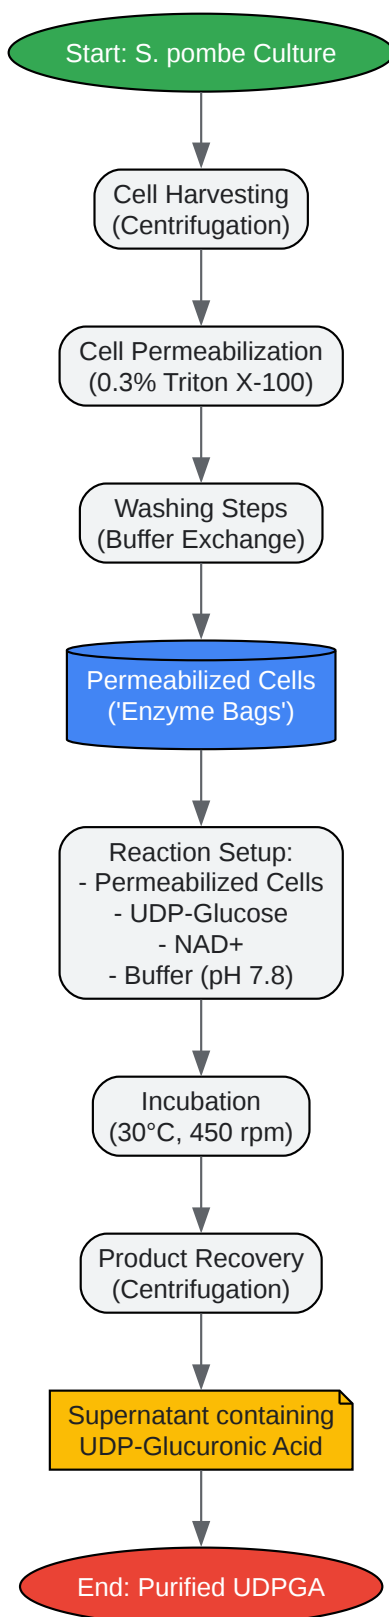 Start: S. pombe Culture
Cell Harvesting
(Centrifugation)
Cell Permeabilization
(0.3% Triton X-100)
Washing Steps
(Buffer Exchange)
Permeabilized Cells
('Enzyme Bags')
Reaction Setup:
- Permeabilized Cells
- UDP-Glucose
- NAD+
- Buffer (pH 7.8)
Incubation
(30°C, 450 rpm)
Product Recovery
(Centrifugation)
Supernatant containing
UDP-Glucuronic Acid
End: Purified UDPGA